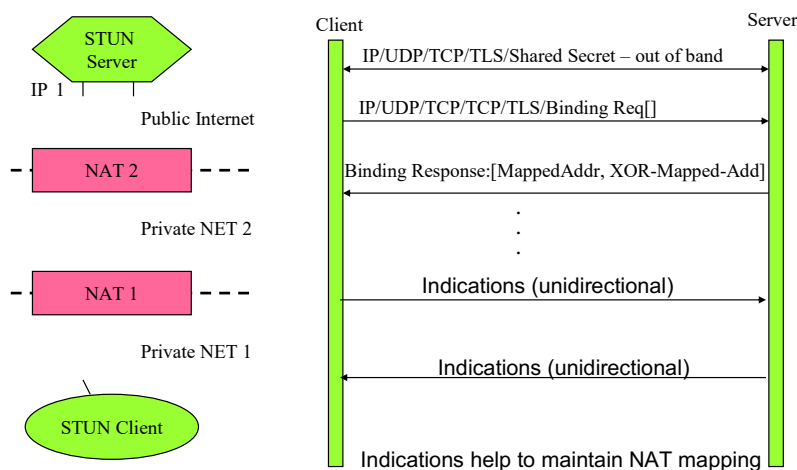 STUN
Server
IP 1
Public Internet
NAT 2
Private NET 2
NAT 1
Private NET 1
STUN Client
Client
Server
IP/UDP/TCP/TLS/Shared Secret – out of band
IP/UDP/TCP/TCP/TLS/Binding Req[]
Binding Response:[MappedAddr, XOR-Mapped-Add]
.
.
.
Indications (unidirectional)
Indications (unidirectional)
Indications help to maintain NAT mapping